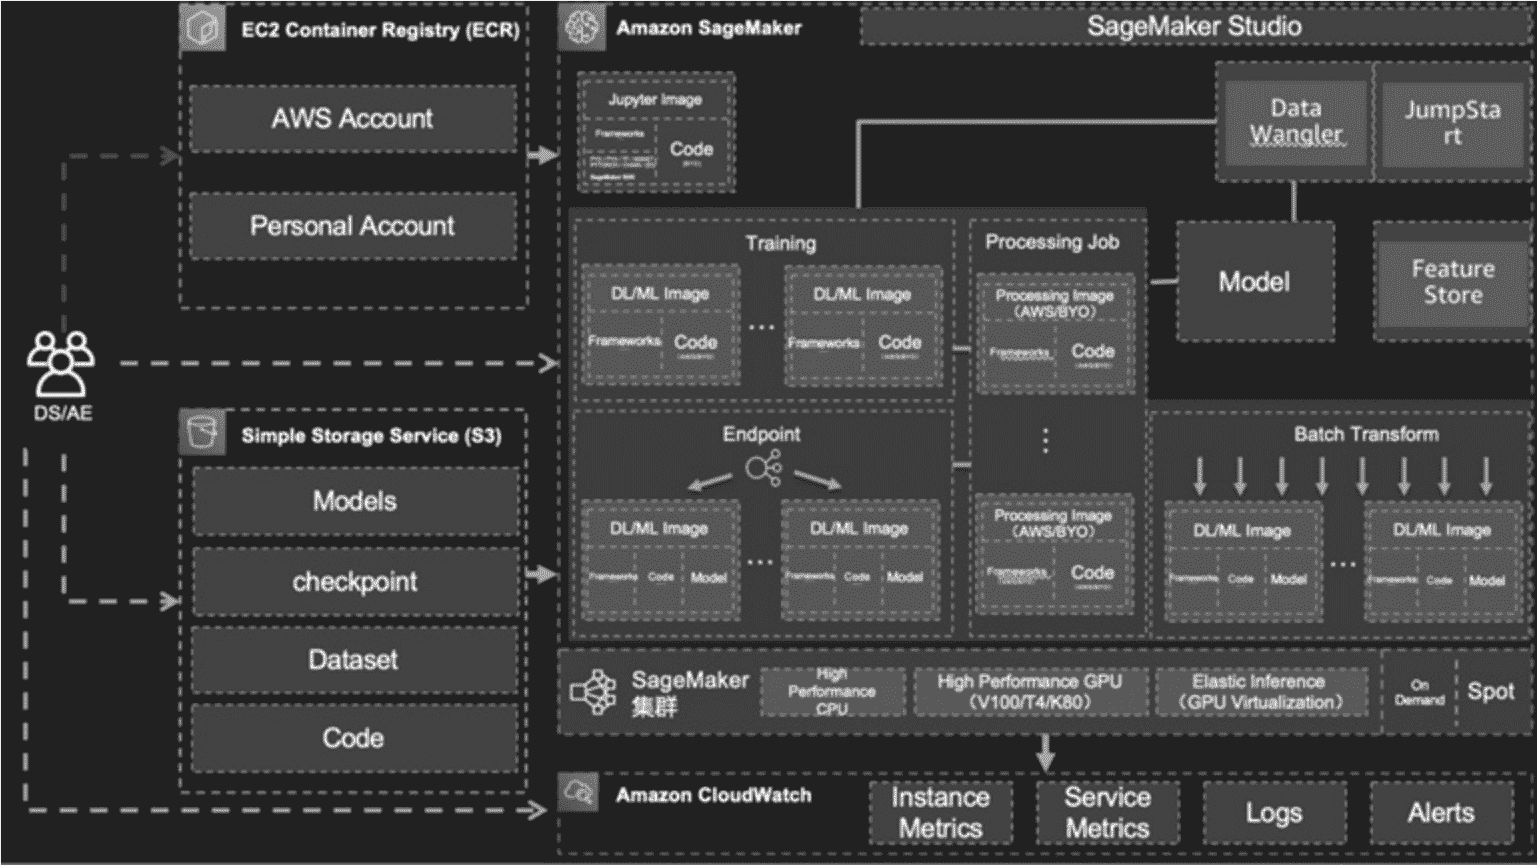 EC2 Container Registry (ECR)
AWS Account
Personal Account
DS/AE
Simple Storage Service (S3)
Models
checkpoint
Dataset
Code
Amazon SageMaker
SageMaker Studio
Jupyter Image
Frameworks
Code
Data
Wangler
JumpSta
rt
Model
Feature
Store
Training
DL/ML Image
Frameworks
Code
...
DL/ML Image
Frameworks
Code
Processing Job
Processing Image
(AWS/BYO)
Frameworks
Code
Processing Image
(AWS/BYO)
Frameworks
Code
Endpoint
DL/ML Image
Frameworks
Code
Model
...
DL/ML Image
Frameworks
Code
Model
Batch Transform
DL/ML Image
Frameworks
Code
Model
...
DL/ML Image
Frameworks
Code
Model
SageMaker
集群
High
Performance
CPU
High Performance GPU
(V100/T4/K80)
Elastic Inference
(GPU Virtualization)
On
Demand
Spot
Amazon CloudWatch
Instance
Metrics
Service
Metrics
Logs
Alerts